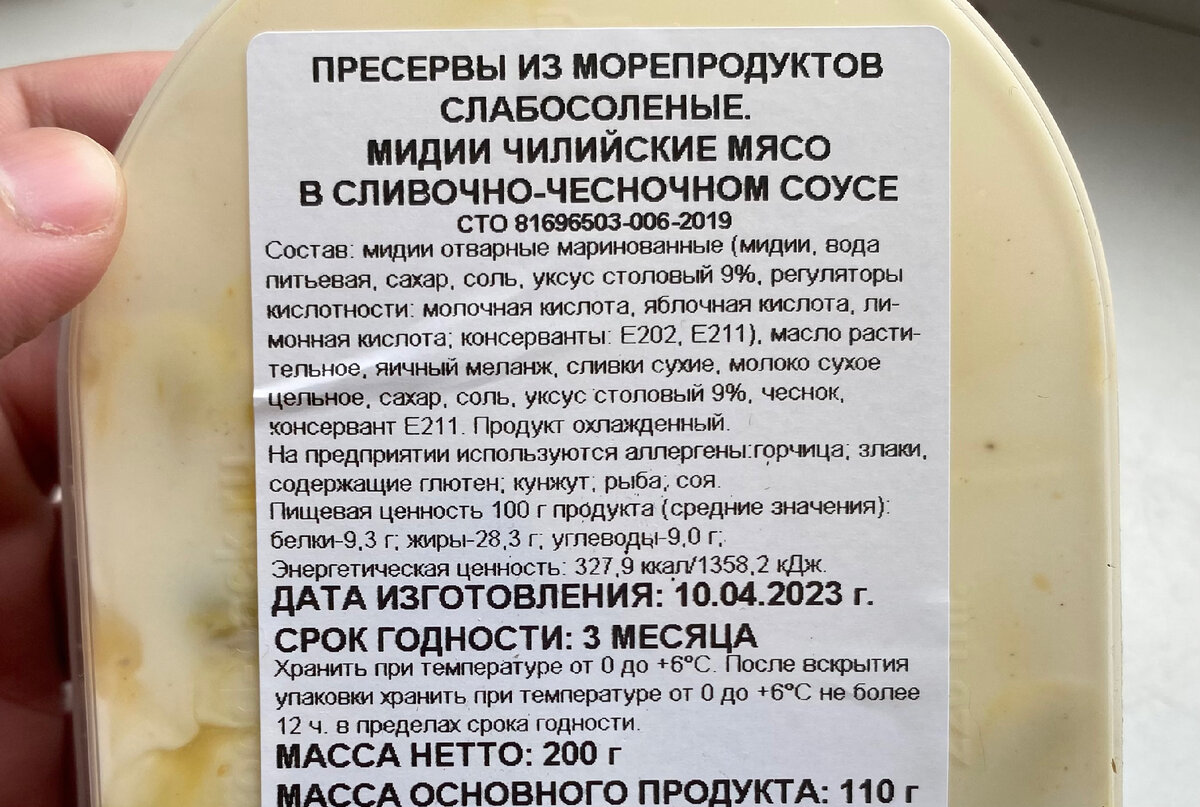 ПРЕСЕРВЫ ИЗ МОРЕПРОДУКТОВ
СЛАБОСОЛЕНЫЕ.
МИДИИ ЧИЛИЙСКИЕ МЯСО
В СЛИВОЧНО-ЧЕСНОЧНОМ СОУСЕ
СТО 81696503-006-2019
Состав: мидии отварные маринованные (мидии, вода
питьевая, сахар, соль, уксус столовый 9%, регуляторы
кислотности: молочная кислота, яблочная кислота, ли-
монная кислота; консерванты: Е202, Е211), масло расти-
тельное, яичный меланж, сливки сухие, молоко сухое
цельное, сахар, соль, уксус столовый 9%, чеснок,
консервант Е211. Продукт охлажденный.
На предприятии используются аллергены:горчица; злаки,
содержащие глютен; кунжут; рыба; соя.
Пищевая ценность 100 г продукта (средние значения):
белки-9,3 г; жиры-28,3 г; углеводы-9,0 г;
Энергетическая ценность: 327,9 ккал/1358,2 кДж.
ДАТА ИЗГОТОВЛЕНИЯ: 10.04.2023 г.
СРОК ГОДНОСТИ: 3 МЕСЯЦА
Хранить при температуре от 0 до +6°С. После вскрытия
упаковки хранить при температуре от 0 до +6°С не более
12 ч. в пределах срока годности.
МАССА НЕТТО: 200 г
МАССА ОСНОВНОГО ПРОДУКТА: 110 г